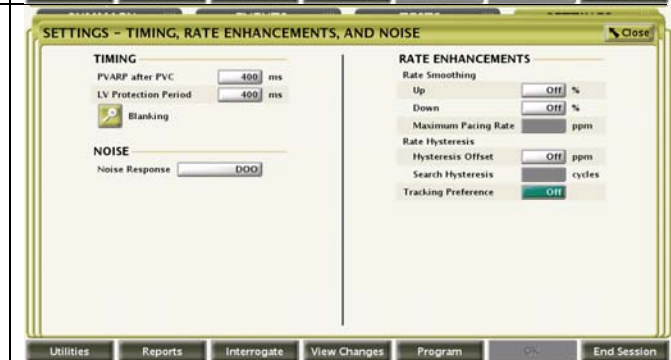 SETTINGS – TIMING, RATE ENHANCEMENTS, AND NOISE
Close
TIMING
PVARP after PVC 400 ms
LV Protection Period 400 ms
Blanking
NOISE
Noise Response DOO
RATE ENHANCEMENTS
Rate Smoothing
Up Off %
Down Off %
Maximum Pacing Rate ppm
Rate Hysteresis
Hysteresis Offset Off ppm
Search Hysteresis cycles
Tracking Preference Off
Utilities Reports Interrogate View Changes Program OK End Session